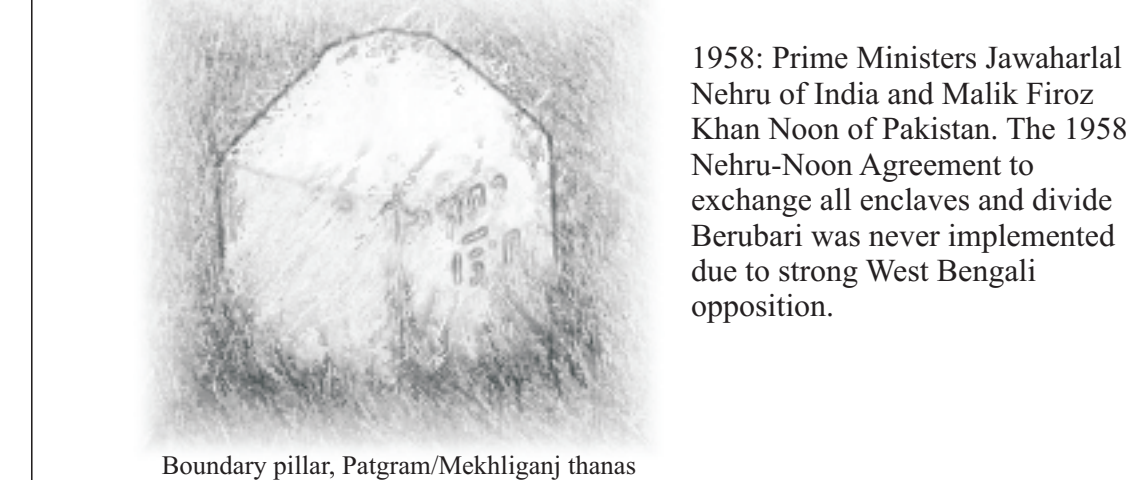 1958: Prime Ministers Jawaharlal
Nehru of India and Malik Firoz
Khan Noon of Pakistan. The 1958
Nehru-Noon Agreement to
exchange all enclaves and divide
Berubari was never implemented
due to strong West Bengali
opposition.
Boundary pillar, Patgram/Mekhliganj thanas